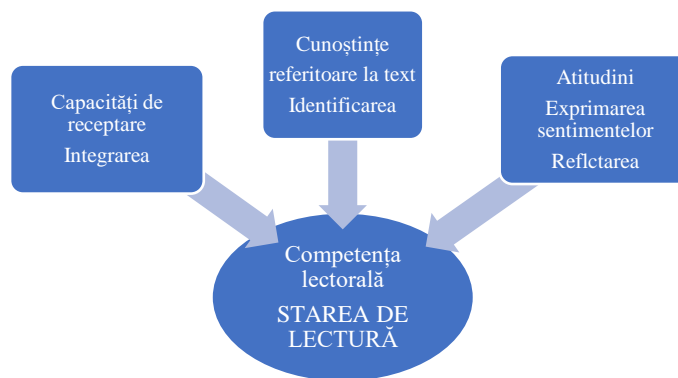 Capacități de
receptare
Integrarea
Cunoștințe
referitoare la text
Identificarea
Atitudini
Exprimarea
sentimentelor
Reflctarea
Competența
lectorală
STAREA DE
LECTURĂ